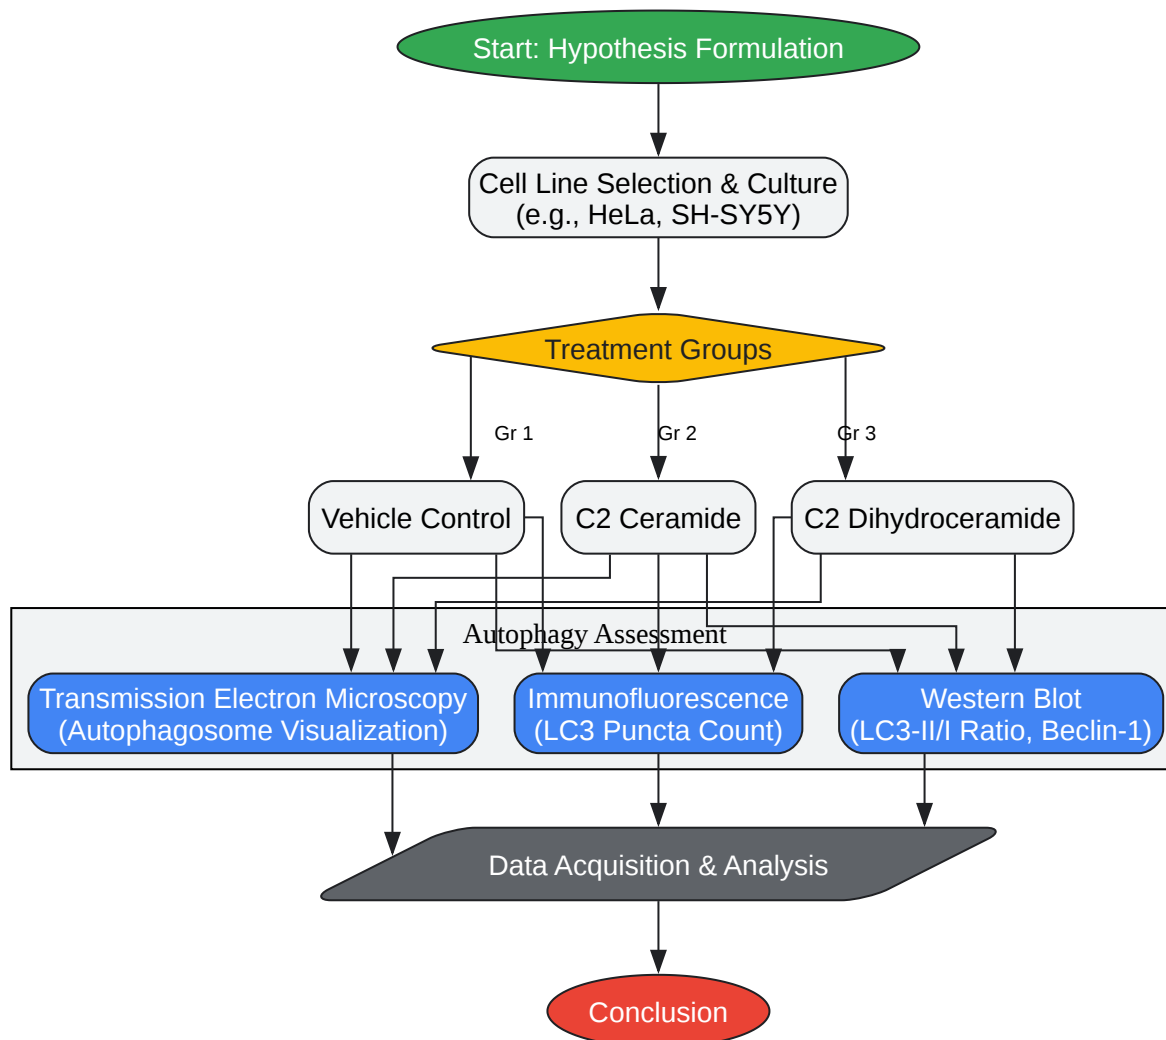 Start: Hypothesis Formulation
Cell Line Selection & Culture
(e.g., HeLa, SH-SY5Y)
Treatment Groups
Gr 1
Gr 2
Gr 3
Vehicle Control
C2 Ceramide
C2 Dihydroceramide
Autophagy Assessment
Transmission Electron Microscopy
(Autophagosome Visualization)
Immunofluorescence
(LC3 Puncta Count)
Western Blot
(LC3-II/I Ratio, Beclin-1)
Data Acquisition & Analysis
Conclusion